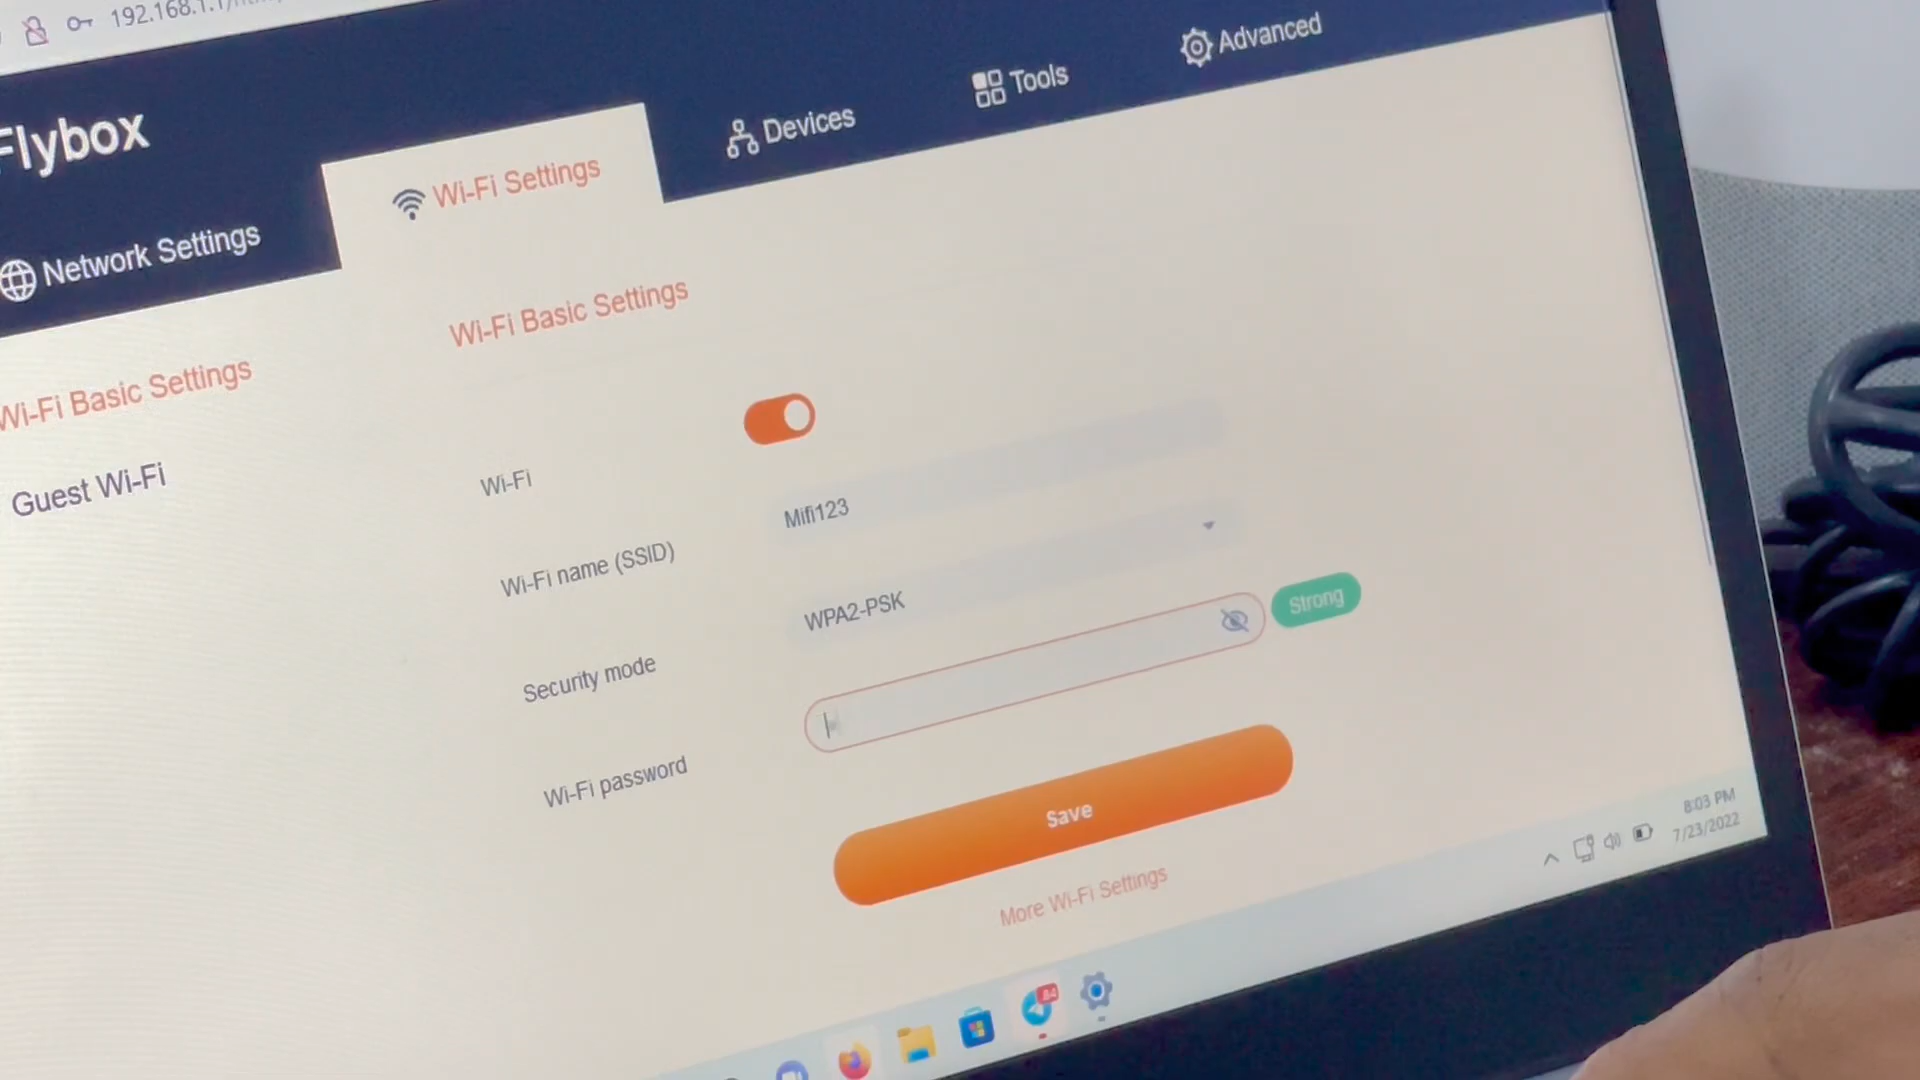 192.168.1.1
Flybox
Network Settings
Wi-Fi Settings
Devices
Tools
Advanced
Wi-Fi Basic Settings
Guest Wi-Fi
Wi-Fi Basic Settings
Wi-Fi
Wi-Fi name (SSID)
Mifi123
Security mode
WPA2-PSK
Wi-Fi password
Strong
Save
More Wi-Fi Settings
84
8:03 PM
7/23/2022